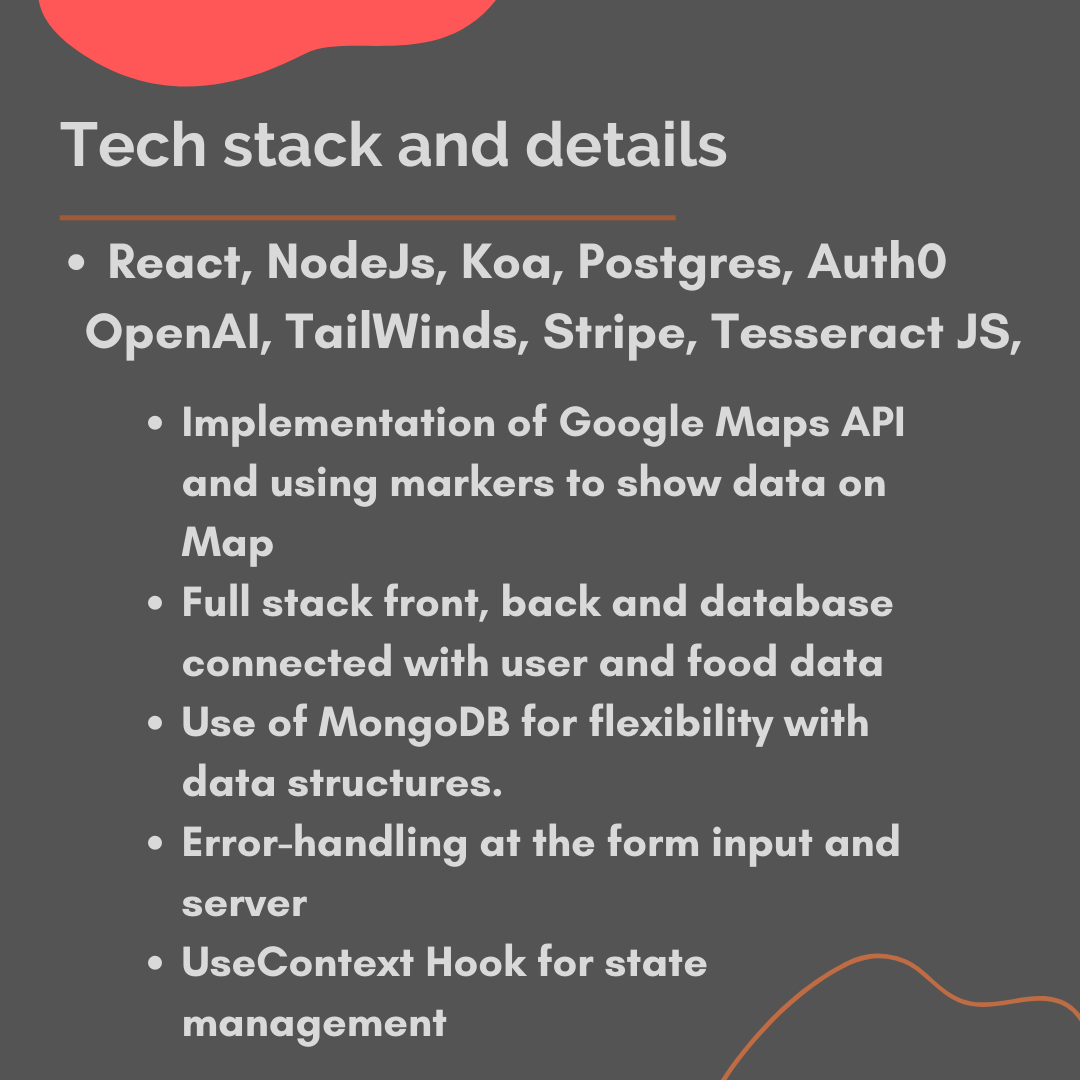 Tech stack and details
• React, NodeJs, Koa, Postgres, Auth0
OpenAI, TailWinds, Stripe, Tesseract JS,
• Implementation of Google Maps API
and using markers to show data on
Map
• Full stack front, back and database
connected with user and food data
• Use of MongoDB for flexibility with
data structures.
• Error-handling at the form input and
server
• UseContext Hook for state
management